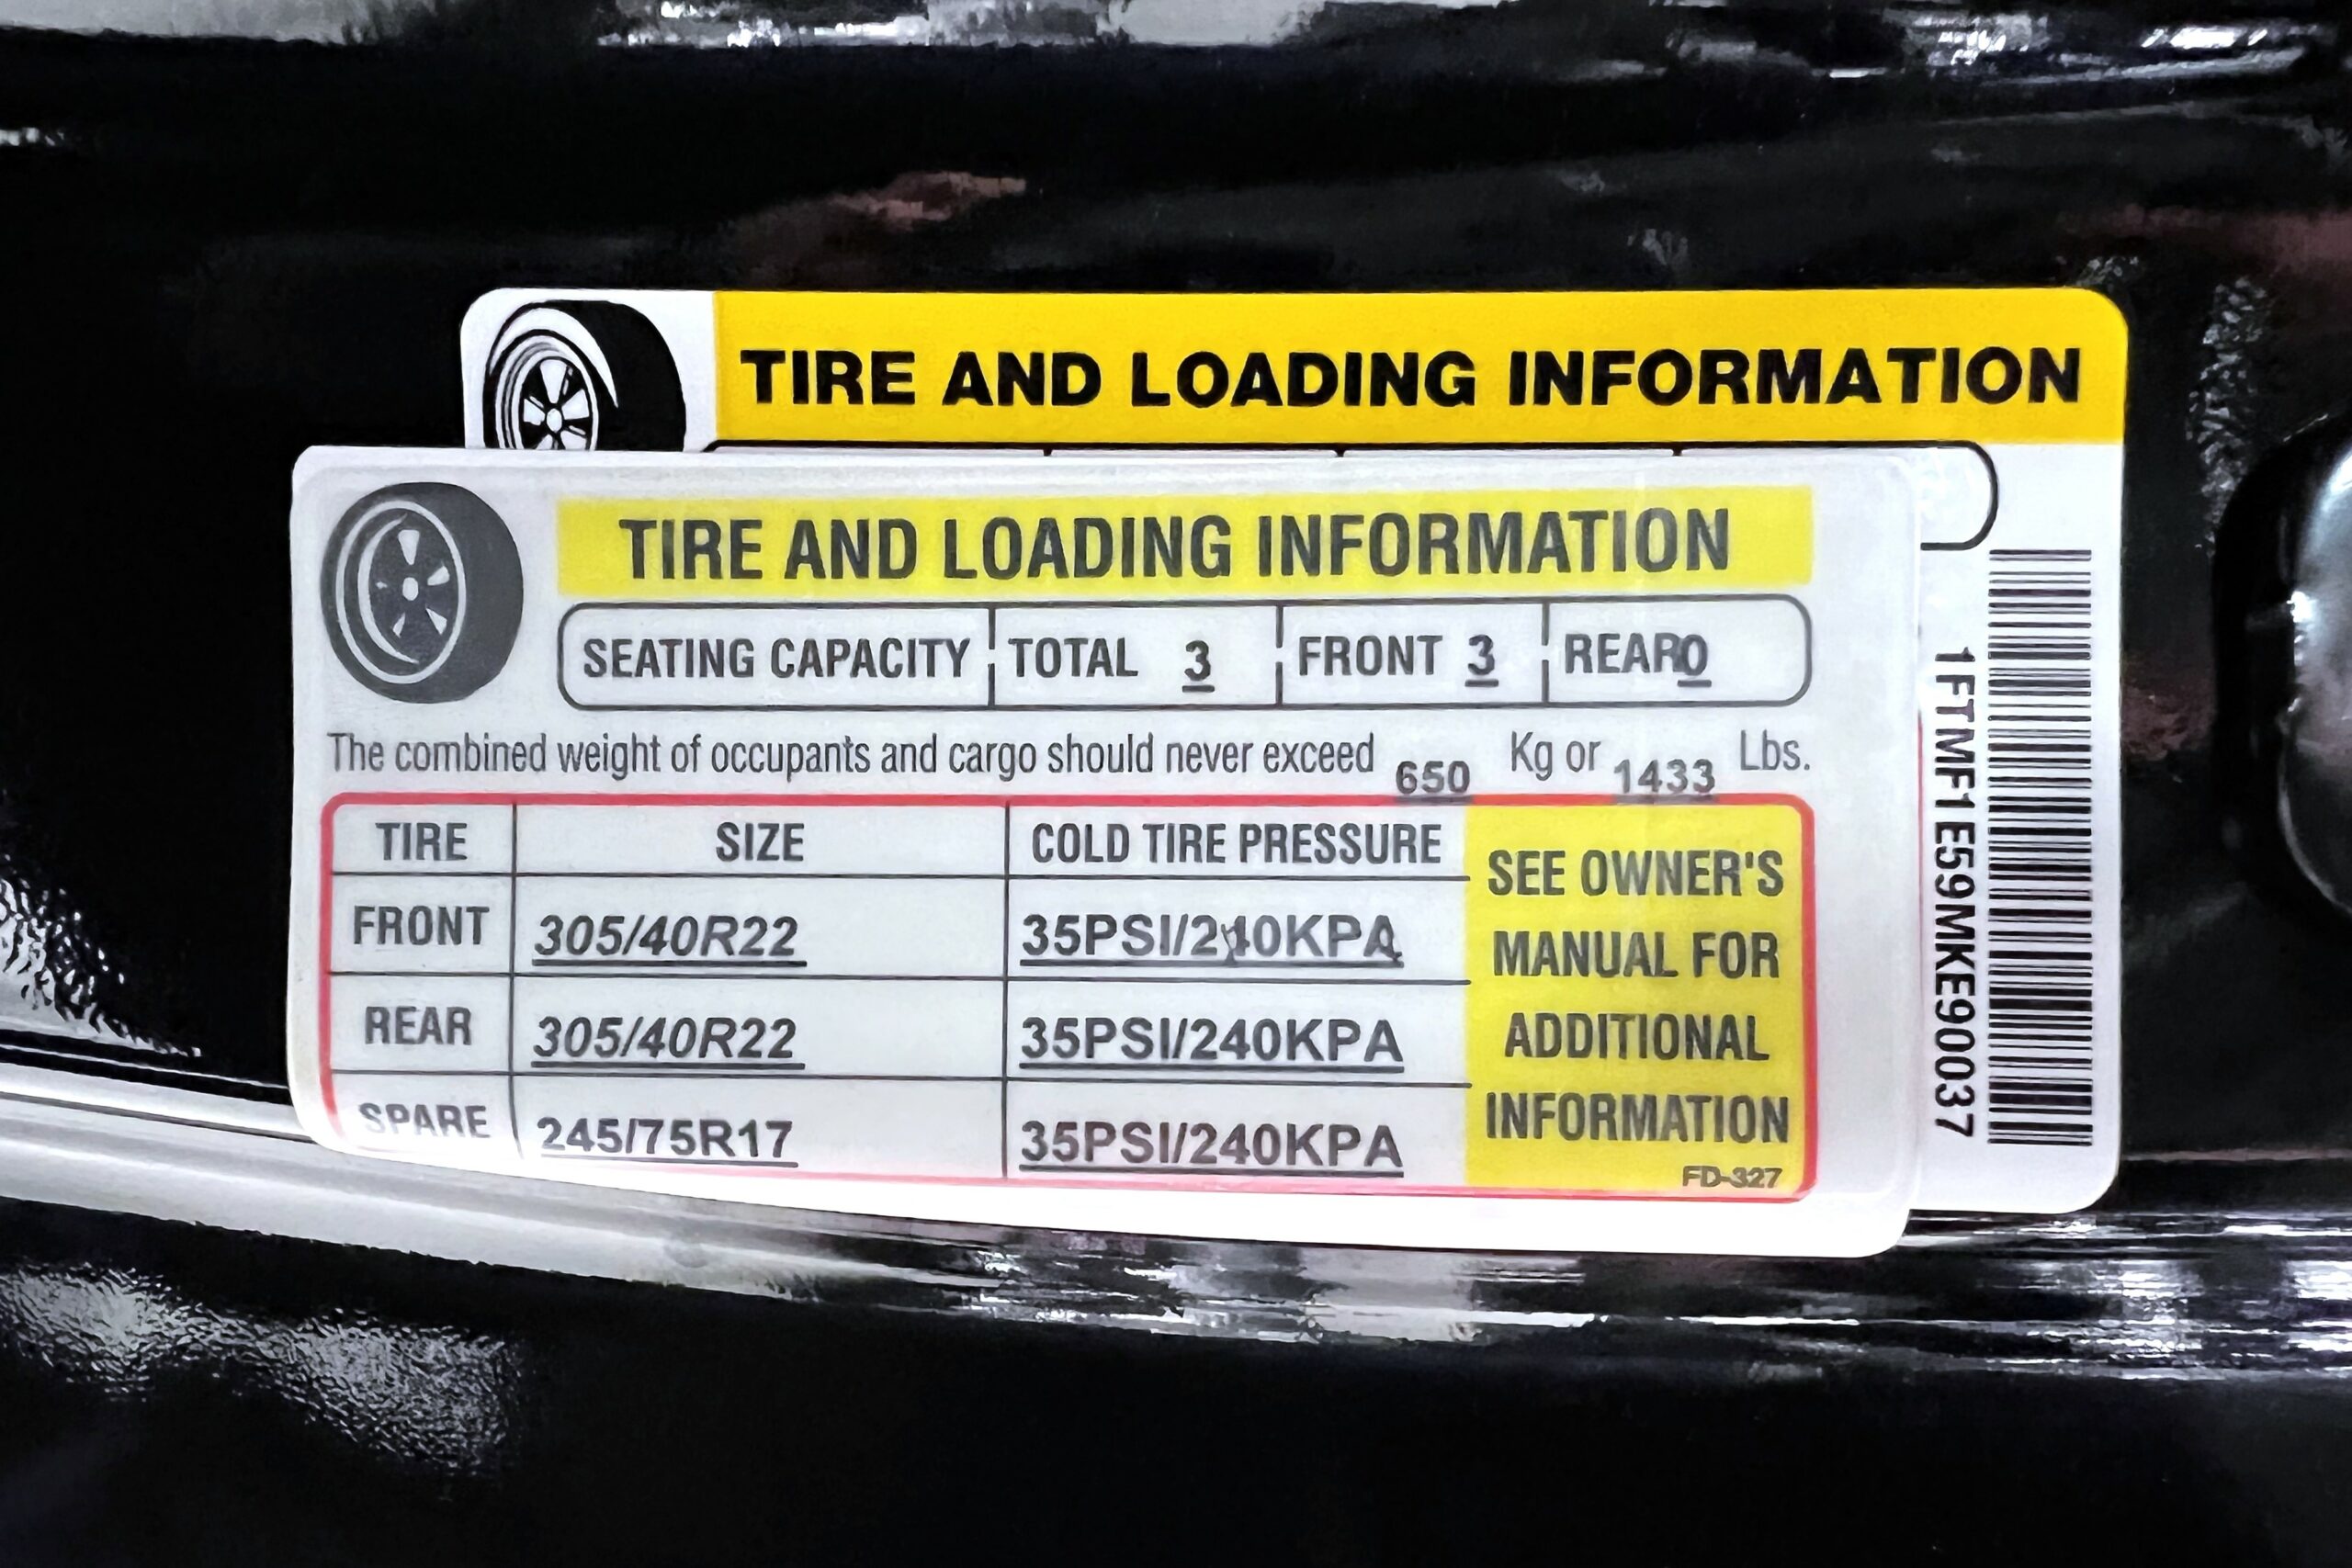 TIRE AND LOADING INFORMATION
TIRE AND LOADING INFORMATION
SEATING CAPACITY TOTAL 3 FRONT 3 REAR 0
The combined weight of occupants and cargo should never exceed 650 Kg or 1433 Lbs.
TIRE SIZE COLD TIRE PRESSURE
FRONT 305/40R22 35PSI/240KPA
REAR 305/40R22 35PSI/240KPA
SPARE 245/75R17 35PSI/240KPA
SEE OWNER'S
MANUAL FOR
ADDITIONAL
INFORMATION
FD-327
1FTMF1E59MKE90037